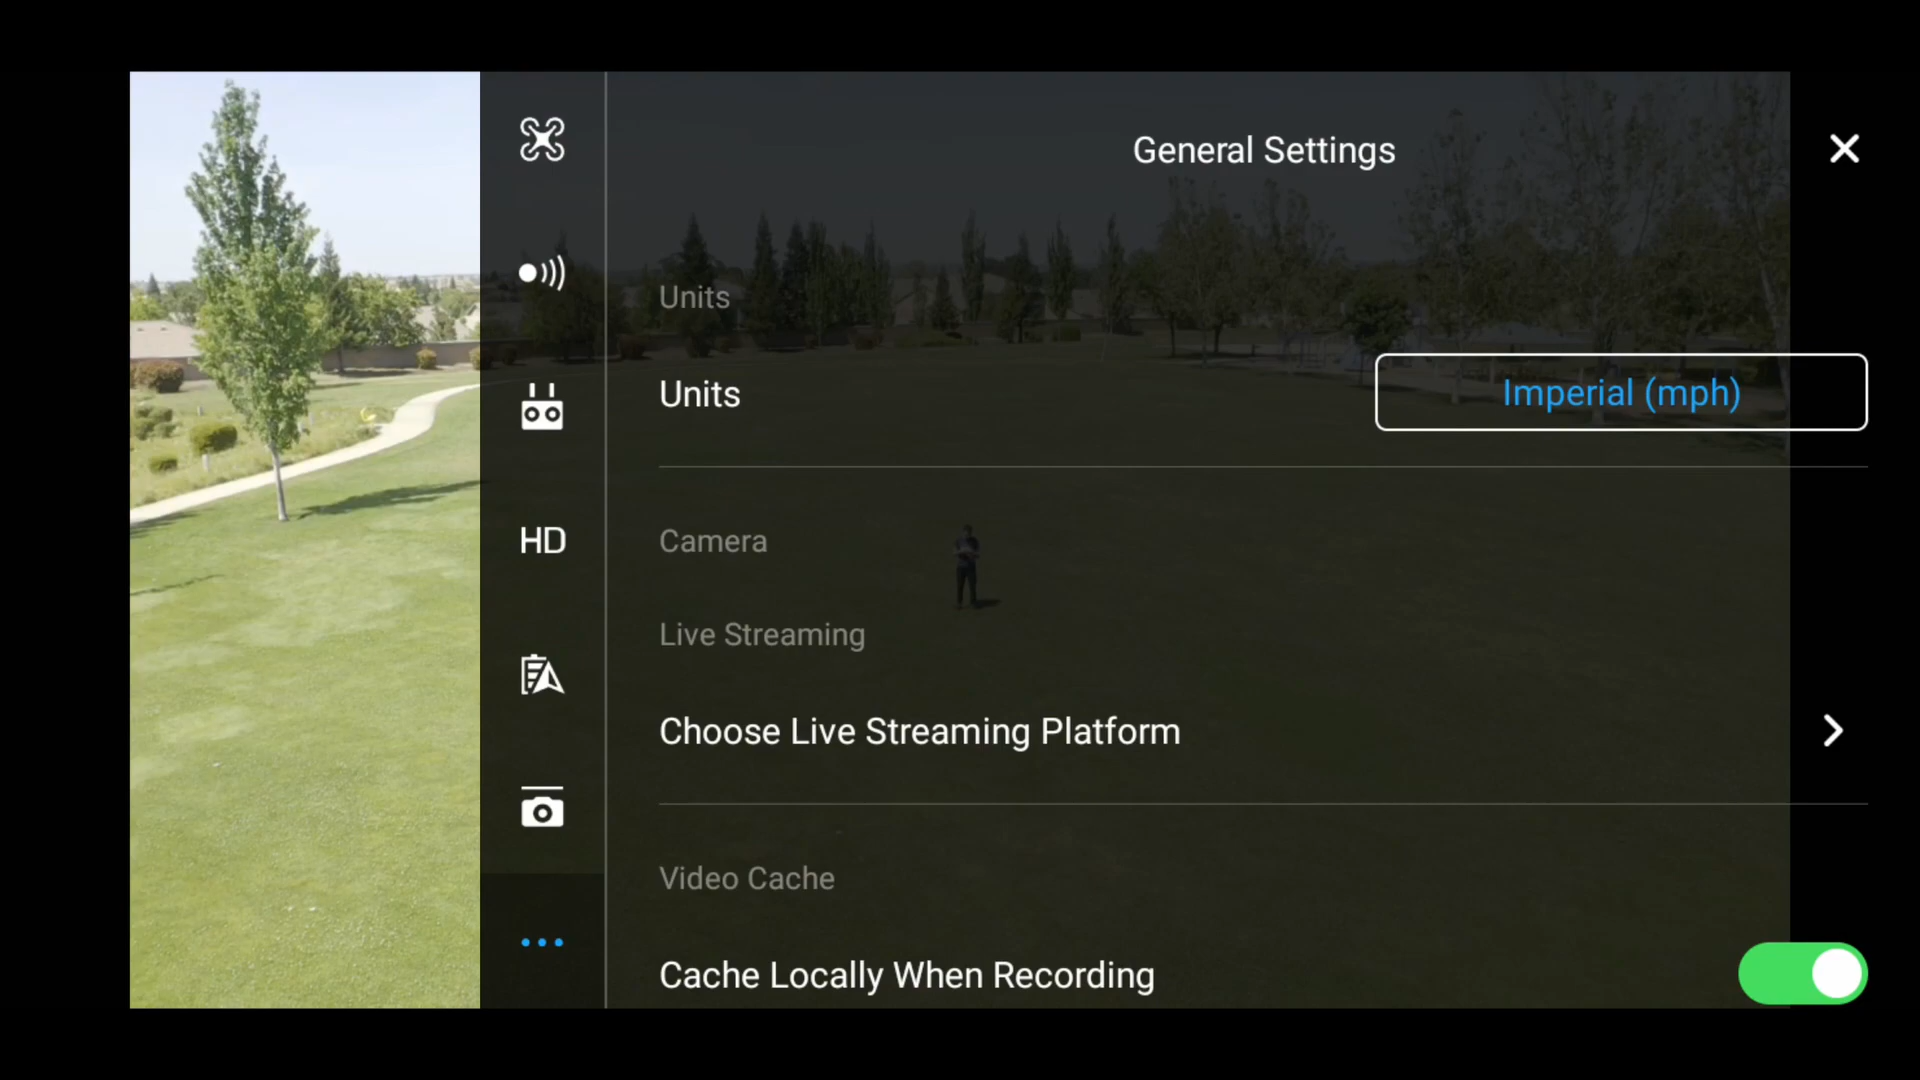 General Settings
Units
Units
Imperial (mph)
HD
Camera
Live Streaming
Choose Live Streaming Platform
Video Cache
Cache Locally When Recording